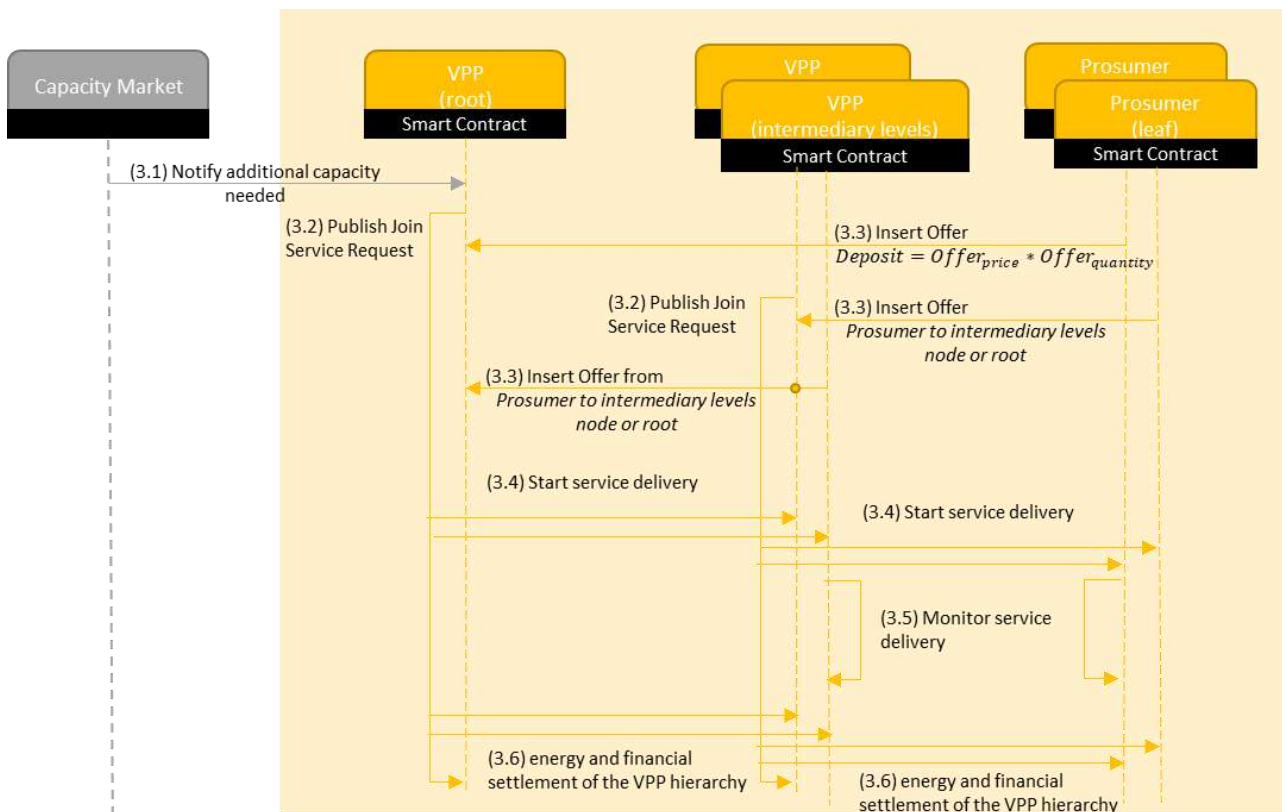 Capacity Market
VPP
(root)
Smart Contract
VPP
VPP
(intermediary levels)
Smart Contract
Prosumer
Prosumer
(leaf)
Smart Contract
(3.1) Notify additional capacity
needed
(3.2) Publish Join
Service Request
(3.3) Insert Offer
Deposit = Offer_price * Offer_quantity
(3.2) Publish Join
Service Request
(3.3) Insert Offer
Prosumer to intermediary levels
node or root
(3.3) Insert Offer from
Prosumer to intermediary levels
node or root
(3.4) Start service delivery
(3.4) Start service delivery
(3.5) Monitor service
delivery
(3.6) energy and financial
settlement of the VPP hierarchy
(3.6) energy and financial
settlement of the VPP hierarchy